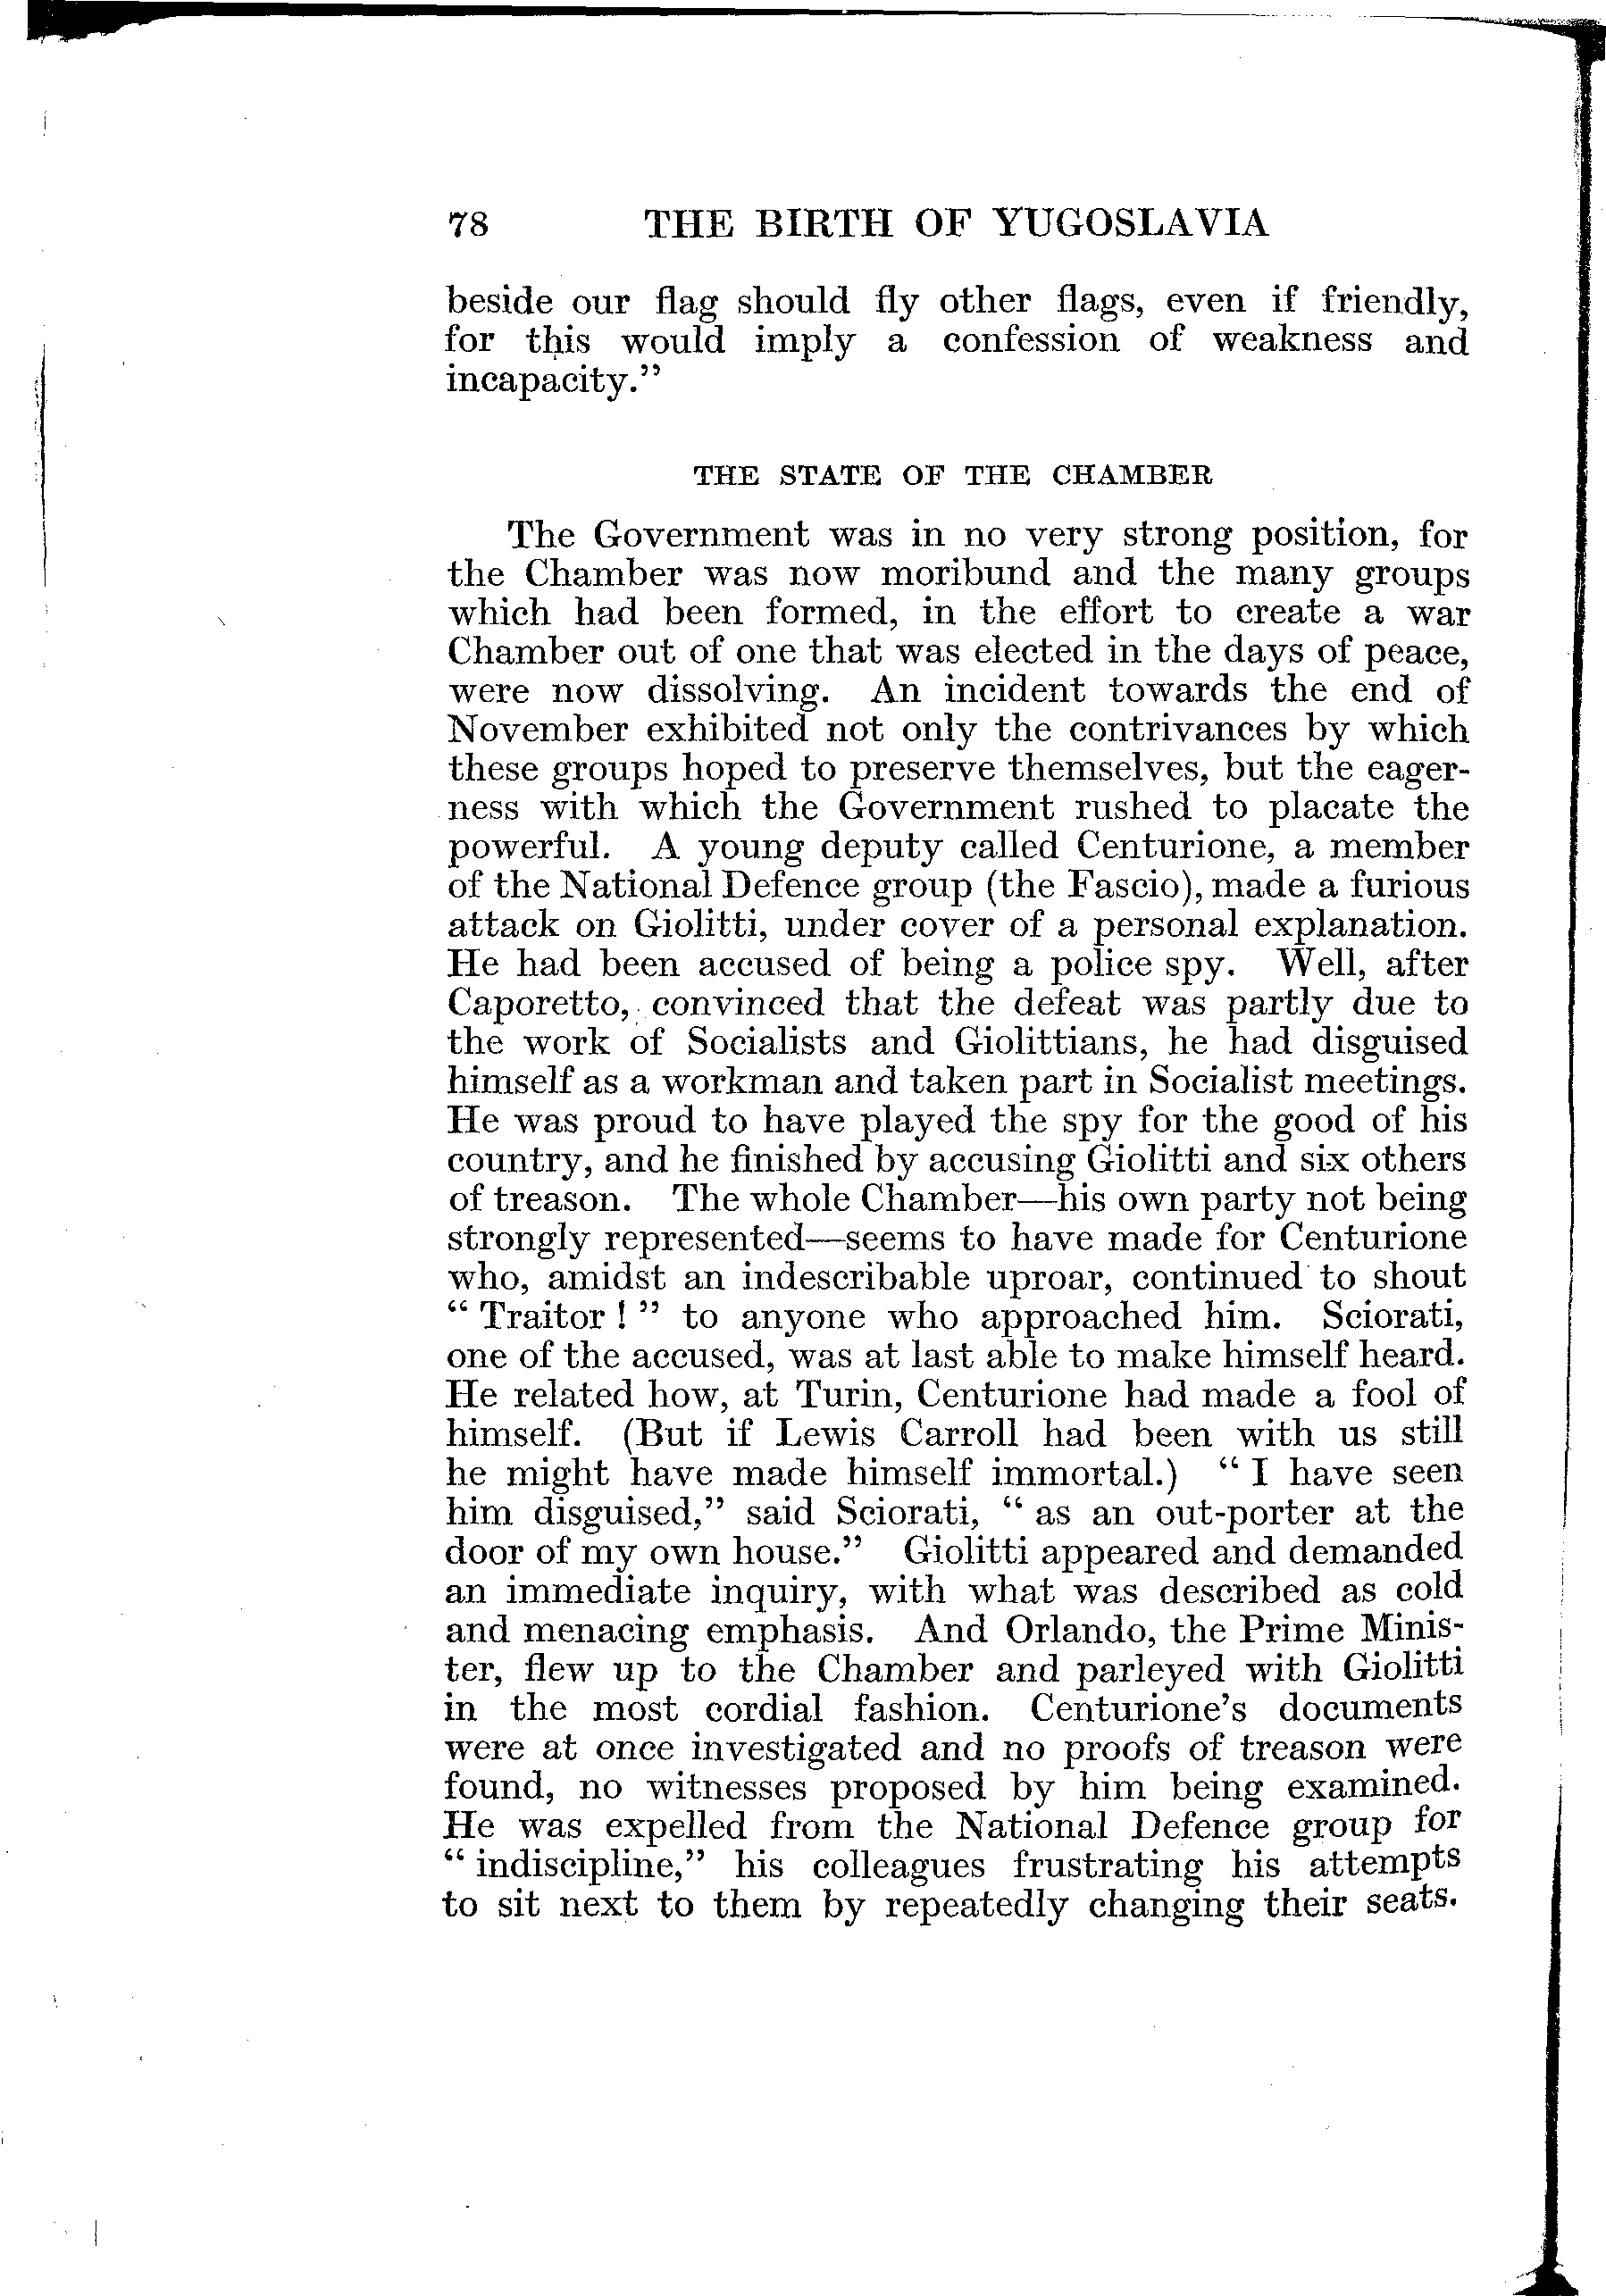 78 THE BIRTH OF YUGOSLAVIA
beside our flag should fly other flags, even if friendly,
for this would imply a confession of weakness and
incapacity."
THE STATE OF THE CHAMBER
The Government was in no very strong position, for
the Chamber was now moribund and the many groups
which had been formed, in the effort to create a war
Chamber out of one that was elected in the days of peace,
were now dissolving. An incident towards the end of
November exhibited not only the contrivances by which
these groups hoped to preserve themselves, but the eager-
ness with which the Government rushed to placate the
powerful. A young deputy called Centurione, a member
of the National Defence group (the Fascio), made a furious
attack on Giolitti, under cover of a personal explanation.
He had been accused of being a police spy. Well, after
Caporetto, convinced that the defeat was partly due to
the work of Socialists and Giolittians, he had disguised
himself as a workman and taken part in Socialist meetings.
He was proud to have played the spy for the good of his
country, and he finished by accusing Giolitti and six others
of treason. The whole Chamber—his own party not being
strongly represented—seems to have made for Centurione
who, amidst an indescribable uproar, continued to shout
" Traitor ! " to anyone who approached him. Sciorati,
one of the accused, was at last able to make himself heard.
He related how, at Turin, Centurione had made a fool of
himself. (But if Lewis Carroll had been with us still
he might have made himself immortal.) " I have seen
him disguised," said Sciorati, " as an out-porter at the
door of my own house." Giolitti appeared and demanded
an immediate inquiry, with what was described as cold
and menacing emphasis. And Orlando, the Prime Minis-
ter, flew up to the Chamber and parleyed with Giolitti
in the most cordial fashion. Centurione's documents
were at once investigated and no proofs of treason were
found, no witnesses proposed by him being examined.
He was expelled from the National Defence group for
" indiscipline," his colleagues frustrating his attempts
to sit next to them by repeatedly changing their seats.